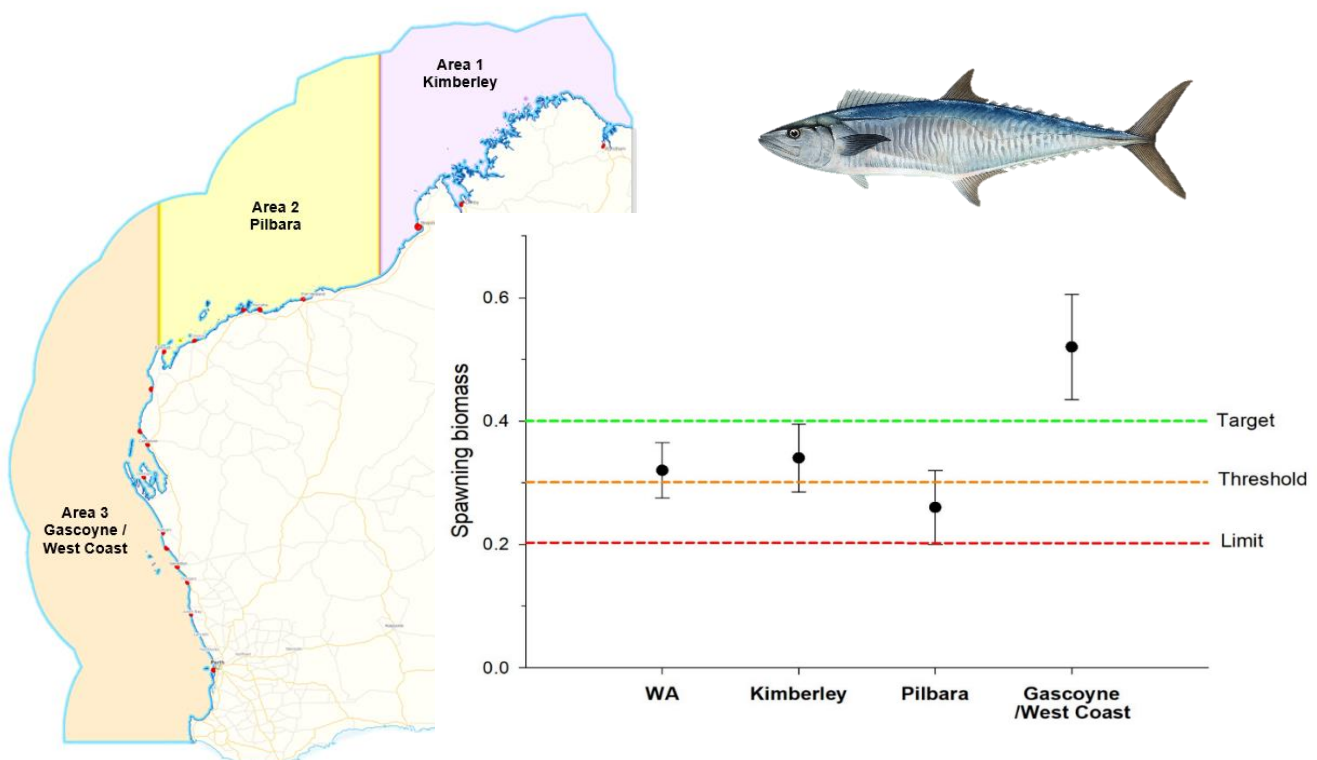 Area 1
Kimberley
Area 2
Pilbara
Area 3
Gascoyne /
West Coast
Perth
Spawning biomass
0.6
0.4
0.2
0.0
Target
Threshold
Limit
WA
Kimberley
Pilbara
Gascoyne
/West Coast